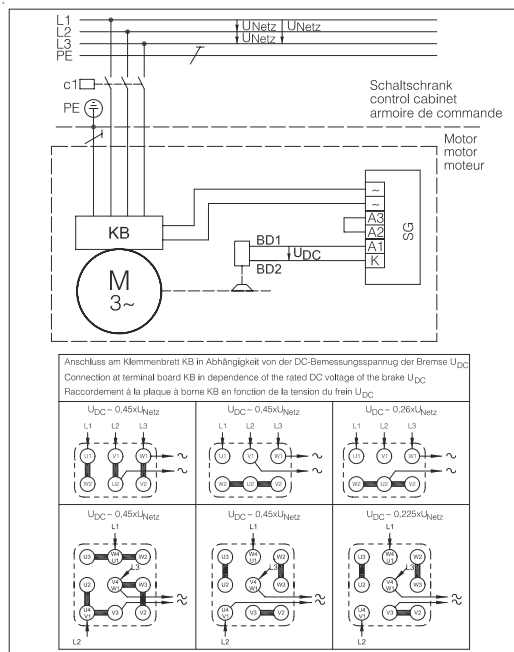 L1
L2
L3
PE
UNetz UNetz
UNetz
c1
PE
Schaltschrank
control cabinet
armoire de commande
Motor
motor
moteur
KB
M
3~
BD1
UDC
BD2
~
~
A3
A2
A1
K
SG
Anschluss am Klemmenbrett KB in Abhängigkeit von der DC-Bemessungsspannug der Bremse UDC
Connection at terminal board KB in dependence of the rated DC voltage of the brake UDC
Raccordement à la plaque à borne KB en fonction de la tension du frein UDC
UDC~ 0,45xUNetz
L1 L2 L3
U1 V1 W1 ~
W2 U2 V2 ~
UDC~ 0,45xUNetz
L1 L2 L3
U1 V1 W1 ~
W2 U2 V2 ~
UDC~ 0,26xUNetz
L1 L2 L3
U1 V1 W1 ~
W2 U2 V2 ~
UDC~ 0,45xUNetz
L1
U3 W4 U1 W2
L3
U2 V4 W1 W3
U4 V1 V3 V2
~
~
L2
UDC~ 0,45xUNetz
L1
U3 W4 U1 W2
L3
U2 V4 W1 W3
U4 V1 V3 V2
~
~
L2
UDC~ 0,225xUNetz
L1
U3 W4 U1 W2
L3
U2 V4 W1 W3
U4 V1 V3 V2
~
~
L2